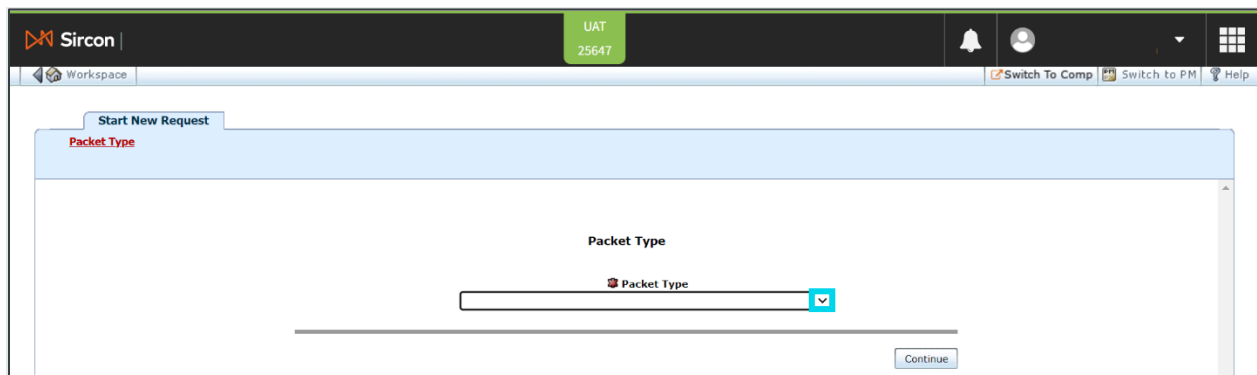 Sircon |
UAT
25647
Workspace
Switch To Comp
Switch to PM
Help
Start New Request
Packet Type
Packet Type
Packet Type
Continue